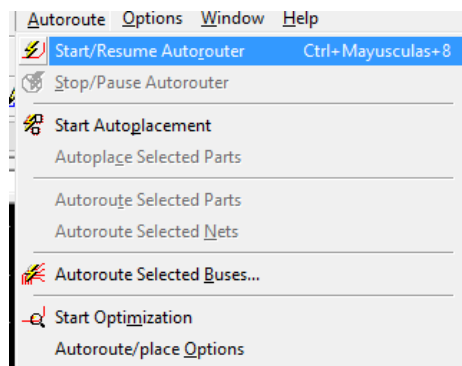 Autoroute Options Window Help
Start/Resume Autorouter Ctrl+Mayusculas+8
Stop/Pause Autorouter
Start Autoplacement
Autoplace Selected Parts
Autoroute Selected Parts
Autoroute Selected Nets
Autoroute Selected Buses...
Start Optimization
Autoroute/place Options